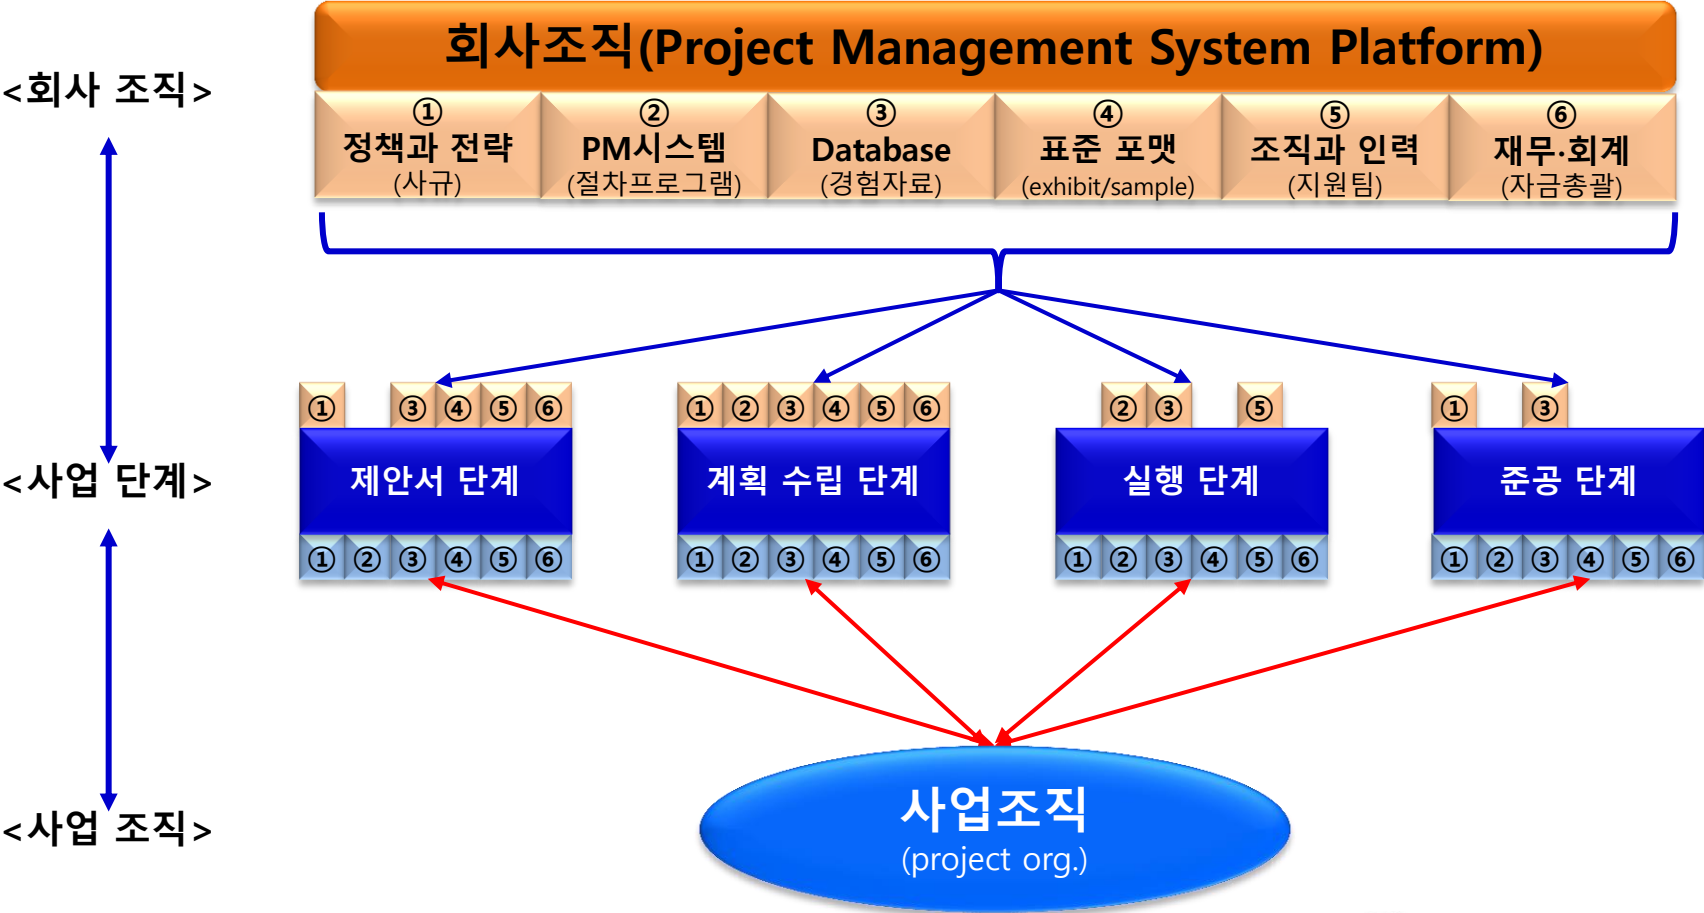 회사조직(Project Management System Platform)
<회사 조직>
①
정책과 전략
(사규)
②
PM시스템
(절차프로그램)
③
Database
(경험자료)
④
표준 포맷
(exhibit/sample)
⑤
조직과 인력
(지원팀)
⑥
재무·회계
(자금총괄)
<사업 단계>
① ③ ④ ⑤ ⑥
제안서 단계
① ② ③ ④ ⑤ ⑥
① ② ③ ④ ⑤ ⑥
계획 수립 단계
① ② ③ ④ ⑤ ⑥
② ③ ⑤
실행 단계
① ② ③ ④ ⑤ ⑥
① ③
준공 단계
① ② ③ ④ ⑤ ⑥
<사업 조직>
사업조직
(project org.)